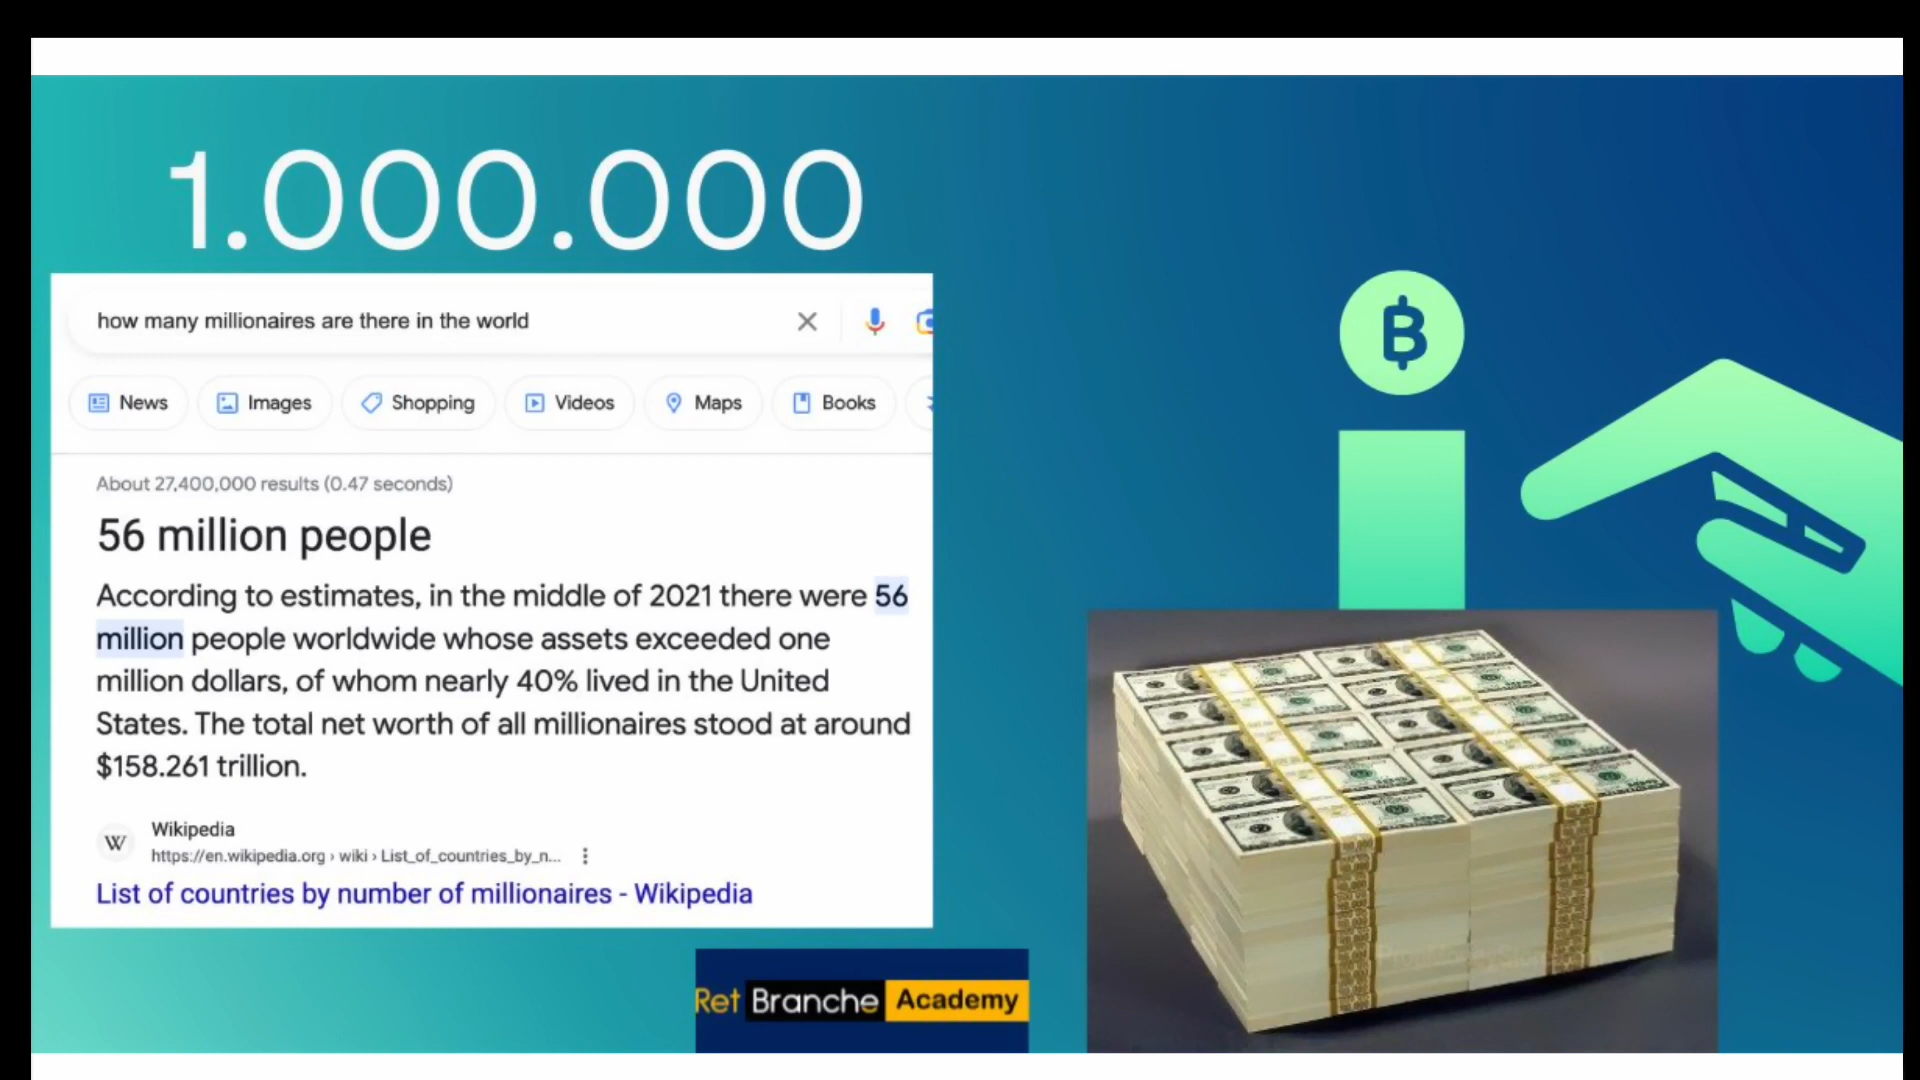 1.000.000
how many millionaires are there in the world
News
Images
Shopping
Videos
Maps
Books
About 27,400,000 results (0.47 seconds)
56 million people
According to estimates, in the middle of 2021 there were 56
million people worldwide whose assets exceeded one
million dollars, of whom nearly 40% lived in the United
States. The total net worth of all millionaires stood at around
$158.261 trillion.
W
Wikipedia
https://en.wikipedia.org › wiki › List_of_countries_by_n...
List of countries by number of millionaires - Wikipedia
Ret Branche Academy